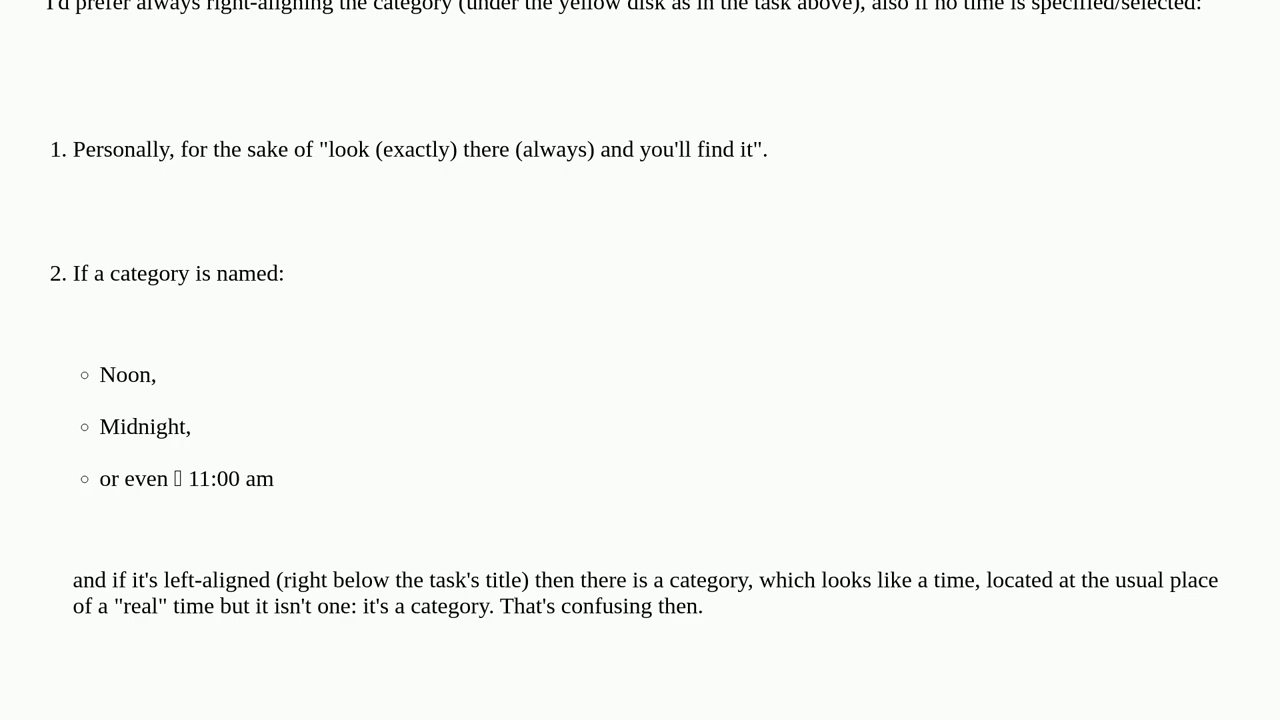 I'd prefer always right-aligning the category (under the yellow disk as in the task above), also if no time is specified/selected:
1. Personally, for the sake of "look (exactly) there (always) and you'll find it".
2. If a category is named:
○ Noon,
○ Midnight,
○ or even 11:00 am
and if it's left-aligned (right below the task's title) then there is a category, which looks like a time, located at the usual place
of a "real" time but it isn't one: it's a category. That's confusing then.